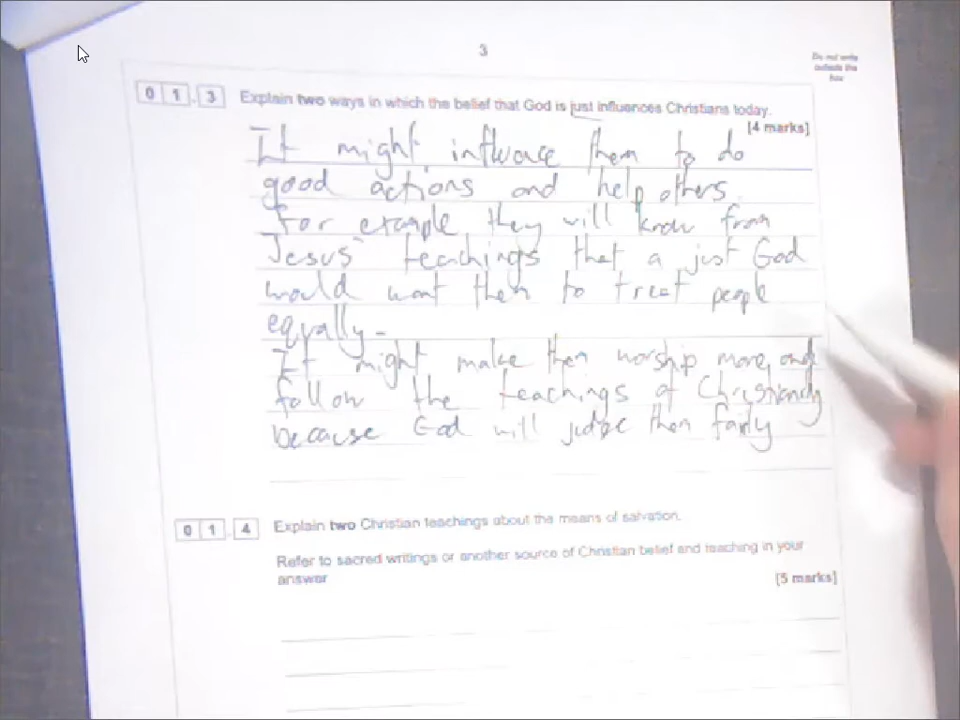 3
Do not write
outside the
box
0 1 . 3 Explain two ways in which the belief that God is just influences Christians today.
[4 marks]
It might influence them to do
good actions and help others.
For example they will know from
Jesus' teachings that a just God
would want them to treat people
equally.
It might make them worship more, and
follow the teachings of Christianity
because God will judge them fairly
0 1 . 4 Explain two Christian teachings about the means of salvation.
Refer to sacred writings or another source of Christian belief and teaching in your
answer
[5 marks]